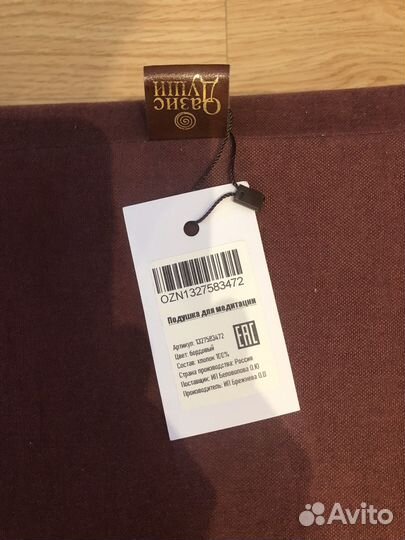 Оазис
Души
OZN1327583472
Подушка для медитации
Артикул: 1327583472
Цвет: бордовый
Состав: хлопок 100%
Страна производства: Россия
Поставщик: ИП Беловолова О.Ю
Производитель: ИП Брежнева О.В
EAC
Avito